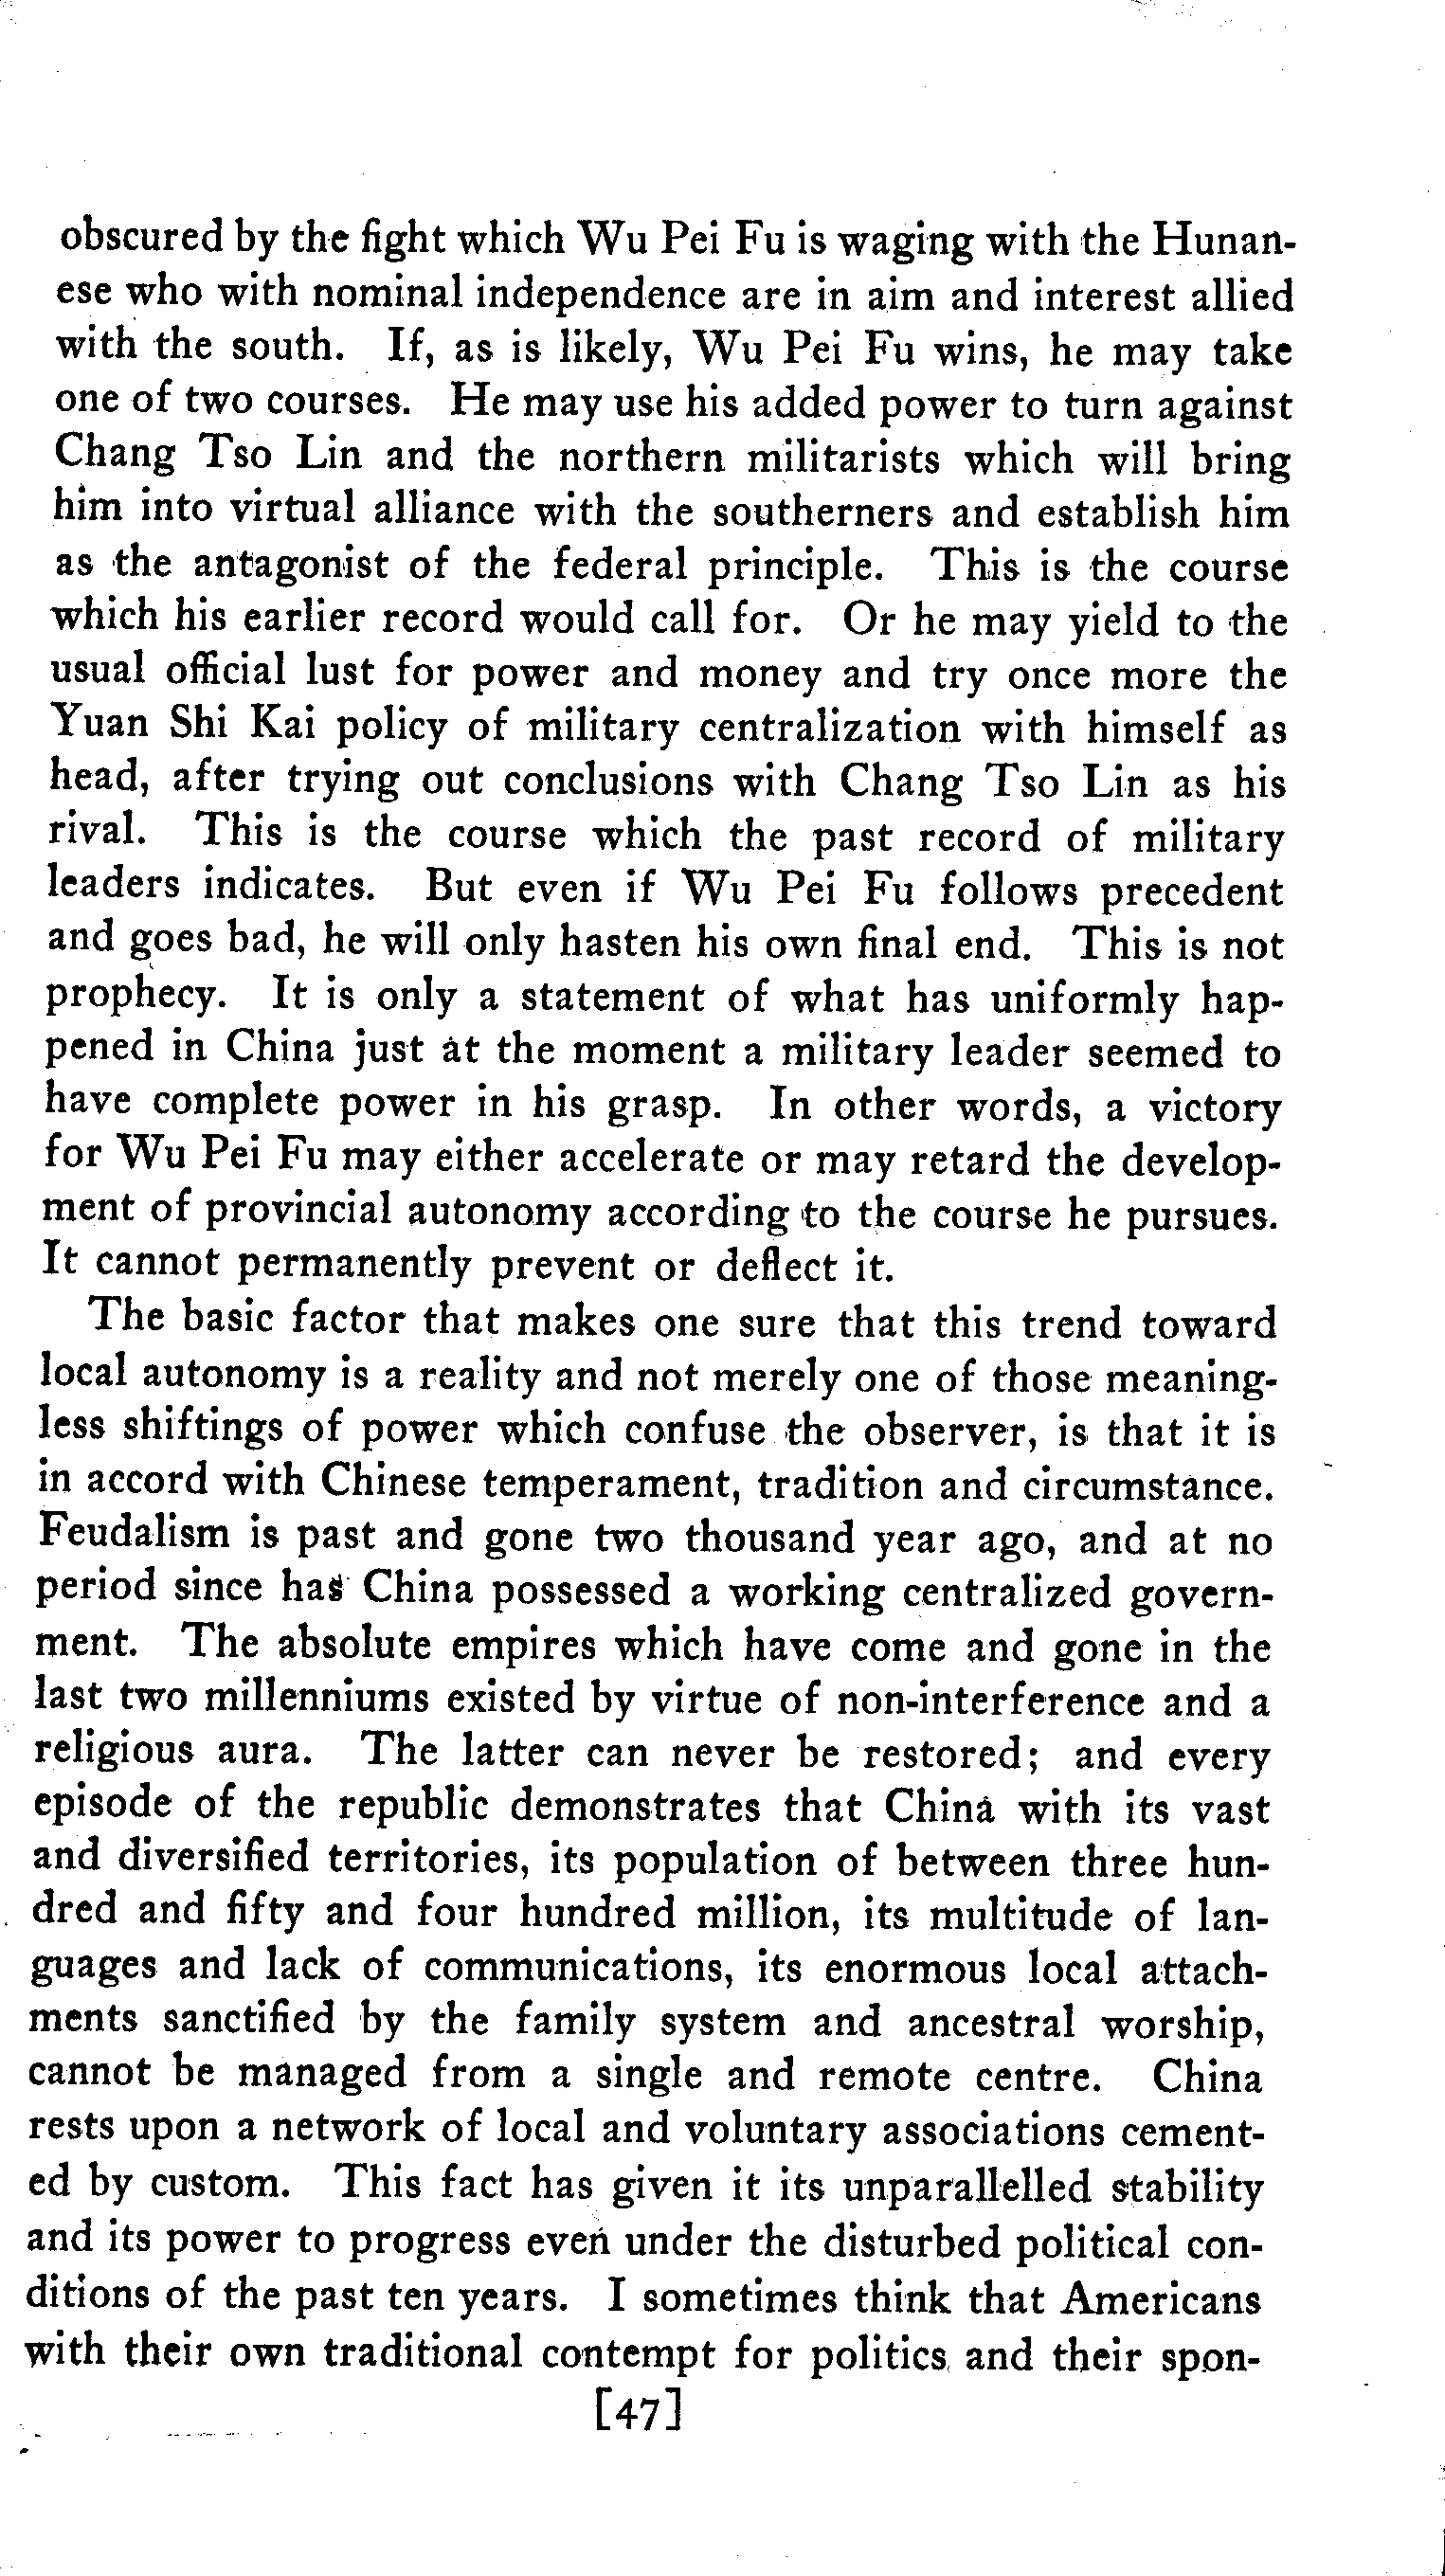 obscured by the fight which Wu Pei Fu is waging with the Hunan-
ese who with nominal independence are in aim and interest allied
with the south. If, as is likely, Wu Pei Fu wins, he may take
one of two courses. He may use his added power to turn against
Chang Tso Lin and the northern militarists which will bring
him into virtual alliance with the southerners and establish him
as the antagonist of the federal principle. This is the course
which his earlier record would call for. Or he may yield to the
usual official lust for power and money and try once more the
Yuan Shi Kai policy of military centralization with himself as
head, after trying out conclusions with Chang Tso Lin as his
rival. This is the course which the past record of military
leaders indicates. But even if Wu Pei Fu follows precedent
and goes bad, he will only hasten his own final end. This is not
prophecy. It is only a statement of what has uniformly hap-
pened in China just at the moment a military leader seemed to
have complete power in his grasp. In other words, a victory
for Wu Pei Fu may either accelerate or may retard the develop-
ment of provincial autonomy according to the course he pursues.
It cannot permanently prevent or deflect it.
The basic factor that makes one sure that this trend toward
local autonomy is a reality and not merely one of those meaning-
less shiftings of power which confuse the observer, is that it is
in accord with Chinese temperament, tradition and circumstance.
Feudalism is past and gone two thousand year ago, and at no
period since has China possessed a working centralized govern-
ment. The absolute empires which have come and gone in the
last two millenniums existed by virtue of non-interference and a
religious aura. The latter can never be restored; and every
episode of the republic demonstrates that China with its vast
and diversified territories, its population of between three hun-
dred and fifty and four hundred million, its multitude of lan-
guages and lack of communications, its enormous local attach-
ments sanctified by the family system and ancestral worship,
cannot be managed from a single and remote centre. China
rests upon a network of local and voluntary associations cement-
ed by custom. This fact has given it its unparallelled stability
and its power to progress even under the disturbed political con-
ditions of the past ten years. I sometimes think that Americans
with their own traditional contempt for politics and their spon-
[47]